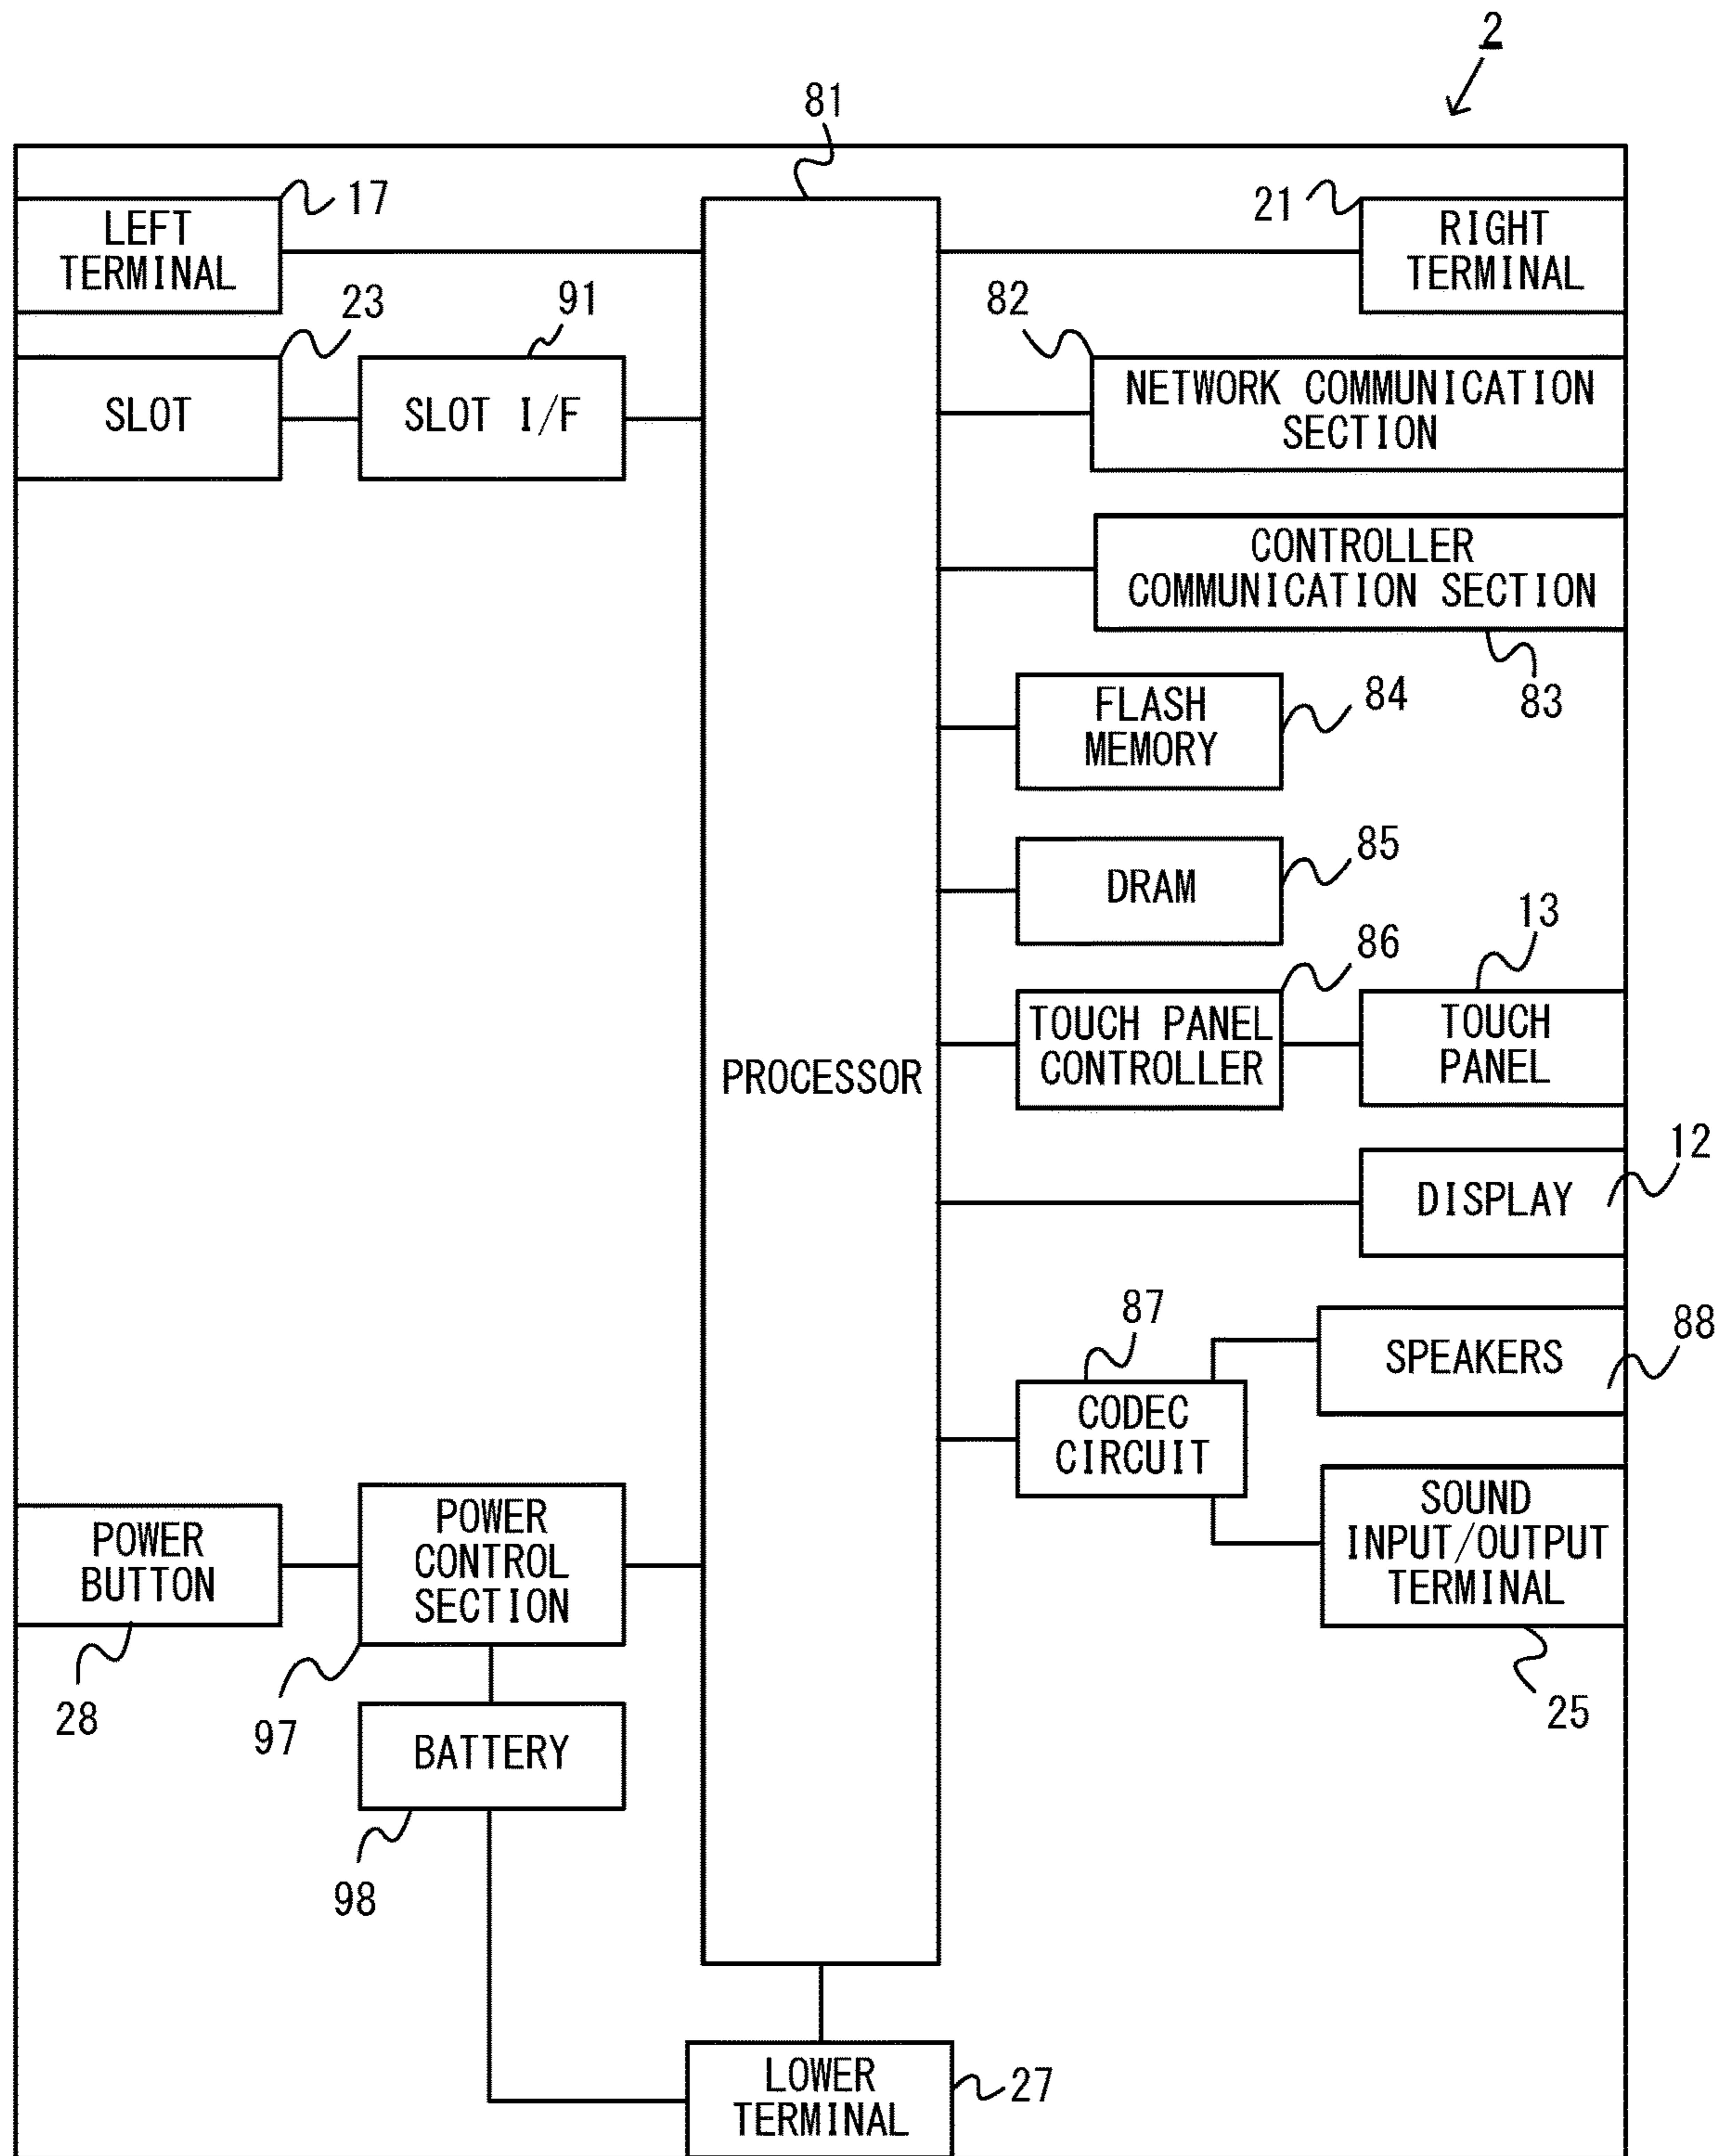 2
81
17
LEFT
TERMINAL
21
RIGHT
TERMINAL
23
SLOT
91
SLOT I/F
82
NETWORK COMMUNICATION
SECTION
CONTROLLER
COMMUNICATION SECTION
83
FLASH
MEMORY
84
DRAM
85
86
TOUCH PANEL
CONTROLLER
13
TOUCH
PANEL
PROCESSOR
DISPLAY
12
87
CODEC
CIRCUIT
SPEAKERS
88
SOUND
INPUT/OUTPUT
TERMINAL
25
POWER
BUTTON
28
POWER
CONTROL
SECTION
97
BATTERY
98
LOWER
TERMINAL
27